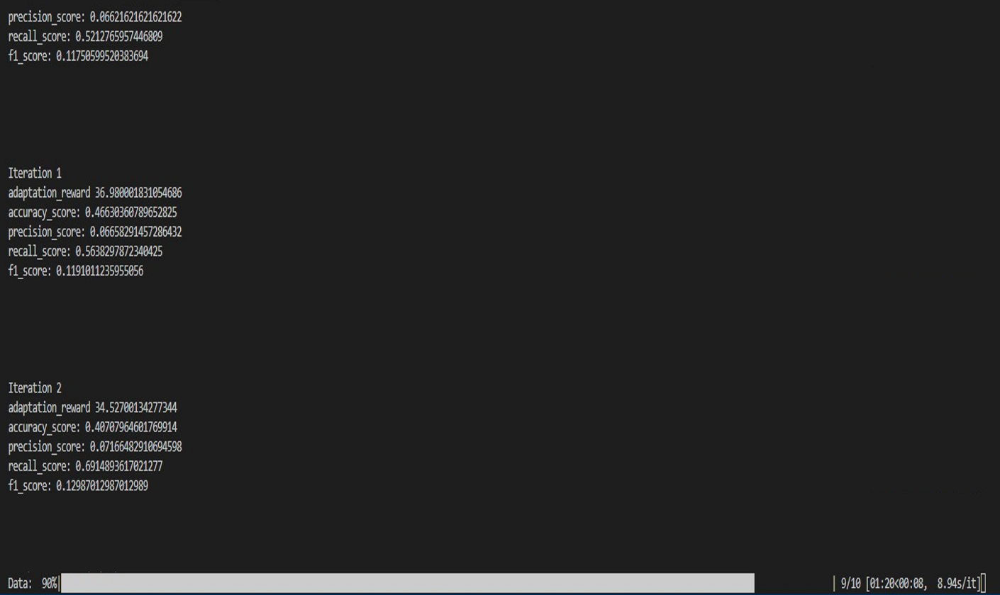 precision_score: 0.06621621621621622
recall_score: 0.5212765957446809
f1_score: 0.11750599520383694
Iteration 1
adaptation_reward 36.980001831054686
accuracy_score: 0.46630360789652825
precision_score: 0.06658291457286432
recall_score: 0.5638297872340425
f1_score: 0.1191011235955056
Iteration 2
adaptation_reward 34.52700134277344
accuracy_score: 0.40707964601769914
precision_score: 0.07166482910694598
recall_score: 0.6914893617021277
f1_score: 0.12987012987012989
Data: 90%| | 9/10 [01:20<00:08, 8.94s/it]